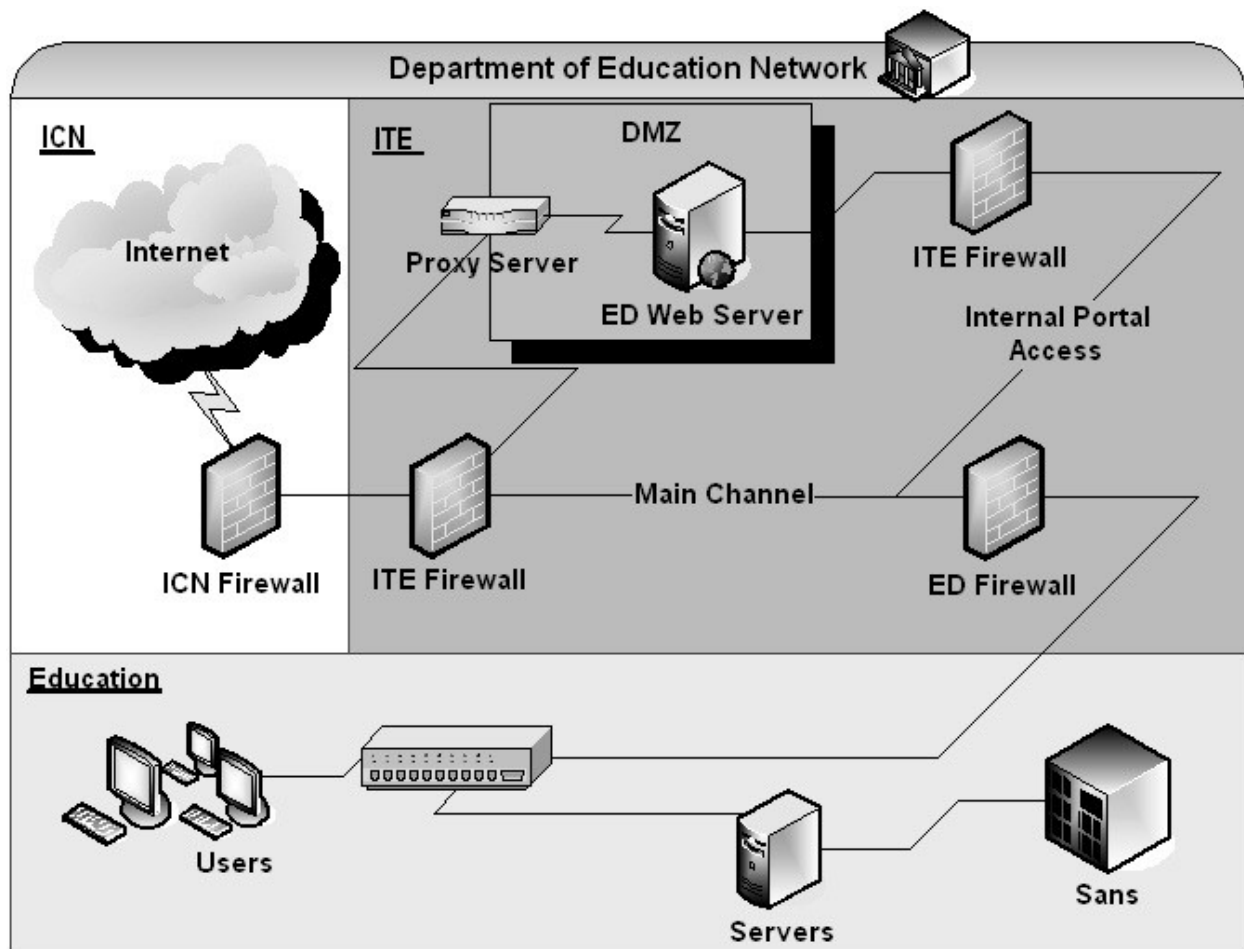 Department of Education Network
ICN
ITE
DMZ
Internet
Proxy Server
ED Web Server
ITE Firewall
Internal Portal
Access
Main Channel
ICN Firewall
ITE Firewall
ED Firewall
Education
Users
Servers
Sans